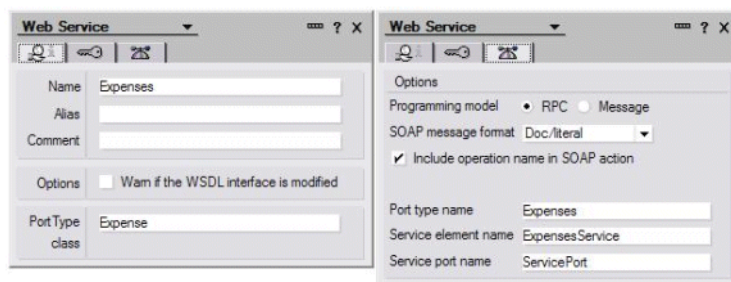 Web Service
? X
Name Expenses
Alias
Comment
Options Warn if the WSDL interface is modified
PortType class Expense
Web Service
? X
Options
Programming model RPC Message
SOAP message format Doc/literal
Include operation name in SOAP action
Port type name Expenses
Service element name ExpensesService
Service port name ServicePort